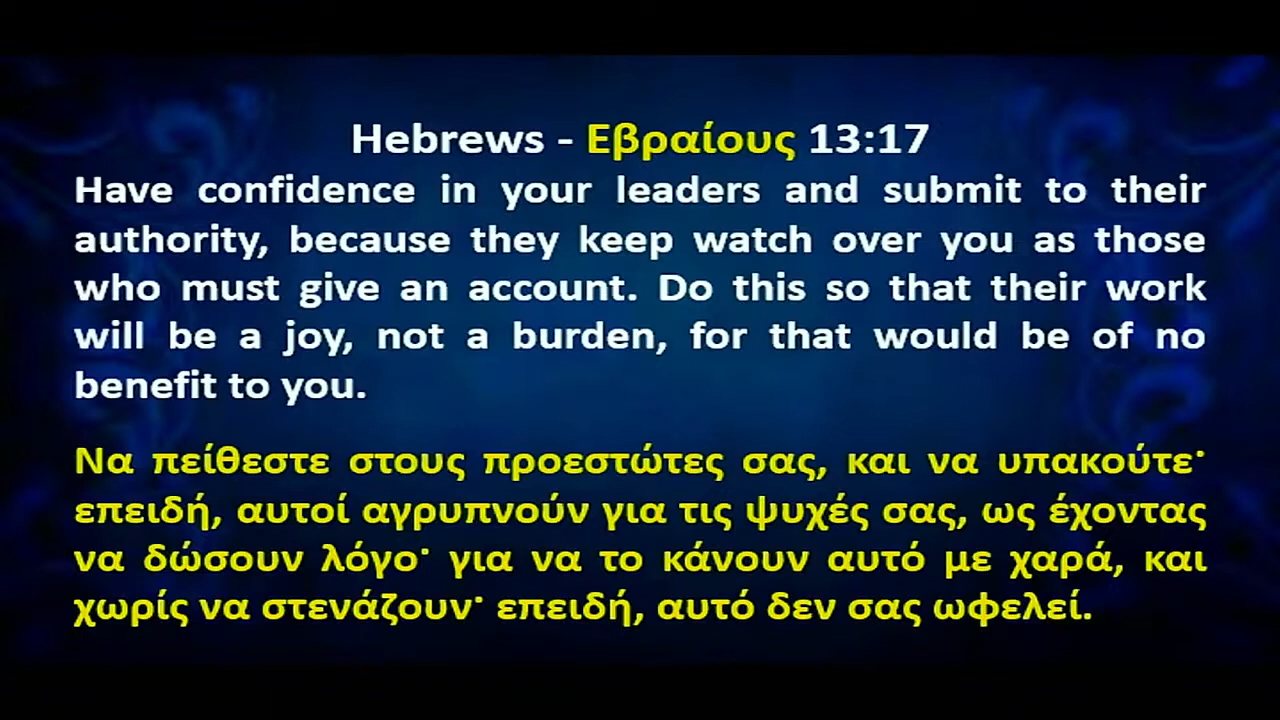 Hebrews - Εβραίους 13:17
Have confidence in your leaders and submit to their
authority, because they keep watch over you as those
who must give an account. Do this so that their work
will be a joy, not a burden, for that would be of no
benefit to you.
Να πείθεστε στους προεστώτες σας, και να υπακούτε·
επειδή, αυτοί αγρυπνούν για τις ψυχές σας, ως έχοντας
να δώσουν λόγο· για να το κάνουν αυτό με χαρά, και
χωρίς να στενάζουν· επειδή, αυτό δεν σας ωφελεί.